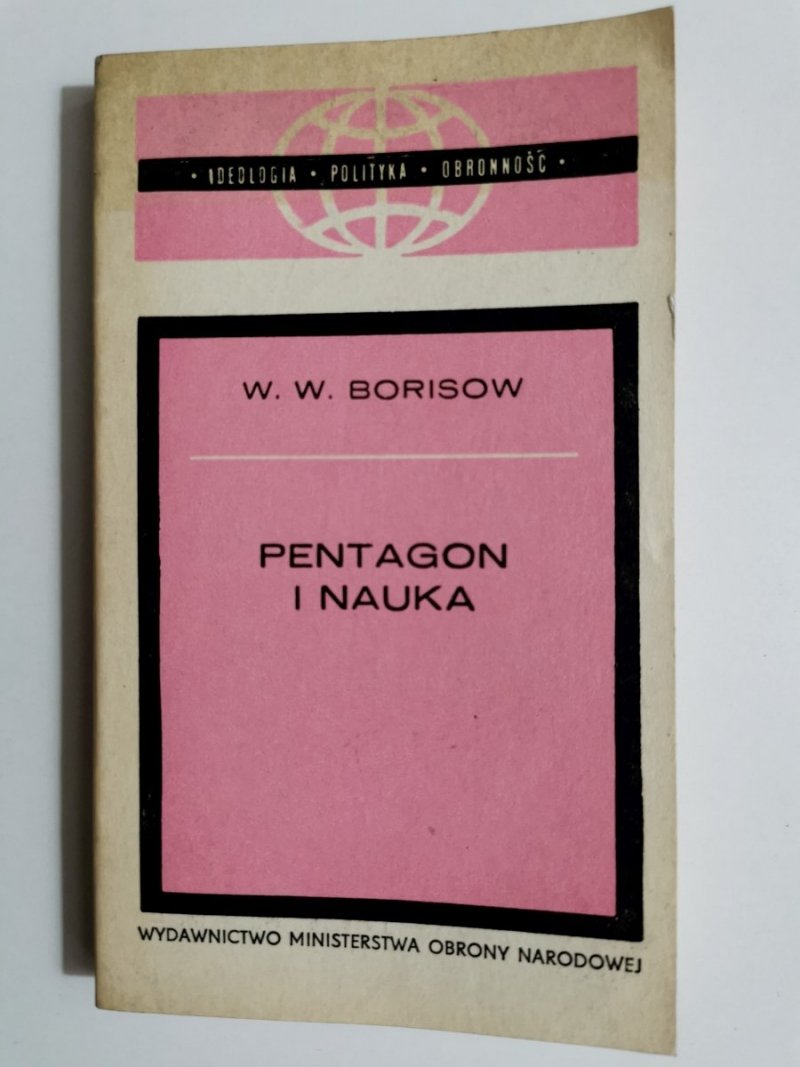 · IDEOLOGIA · POLITYKA · OBRONNOŚĆ ·
W. W. BORISOW
PENTAGON
I NAUKA
WYDAWNICTWO MINISTERSTWA OBRONY NARODOWEJ